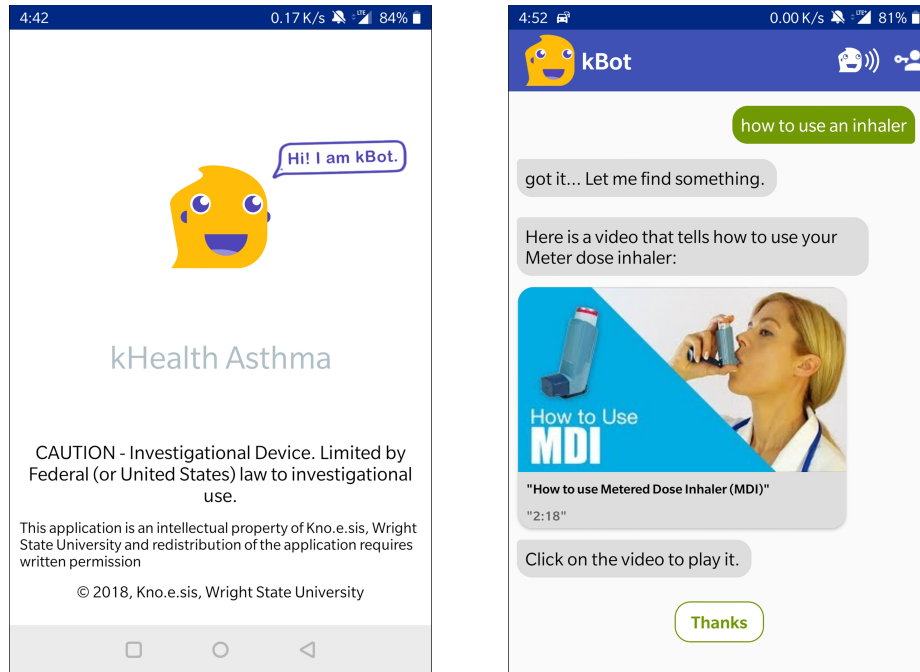 4:42
0.17 K/s
LTE
84%
Hi! I am kBot.
kHealth Asthma
CAUTION - Investigational Device. Limited by
Federal (or United States) law to investigational
use.
This application is an intellectual property of Kno.e.sis, Wright
State University and redistribution of the application requires
written permission
© 2018, Kno.e.sis, Wright State University
4:52
0.00 K/s
LTE
81%
kBot
how to use an inhaler
got it... Let me find something.
Here is a video that tells how to use your
Meter dose inhaler:
How to Use
MDI
"How to use Metered Dose Inhaler (MDI)"
"2:18"
Click on the video to play it.
Thanks